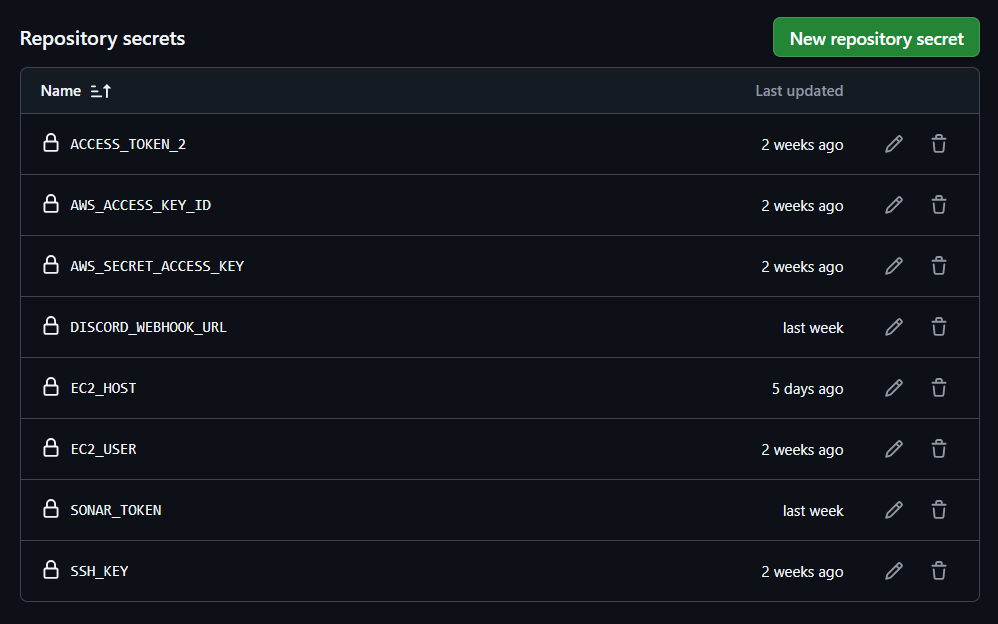 Repository secrets
New repository secret
Name Last updated
ACCESS_TOKEN_2 2 weeks ago
AWS_ACCESS_KEY_ID 2 weeks ago
AWS_SECRET_ACCESS_KEY 2 weeks ago
DISCORD_WEBHOOK_URL last week
EC2_HOST 5 days ago
EC2_USER 2 weeks ago
SONAR_TOKEN last week
SSH_KEY 2 weeks ago